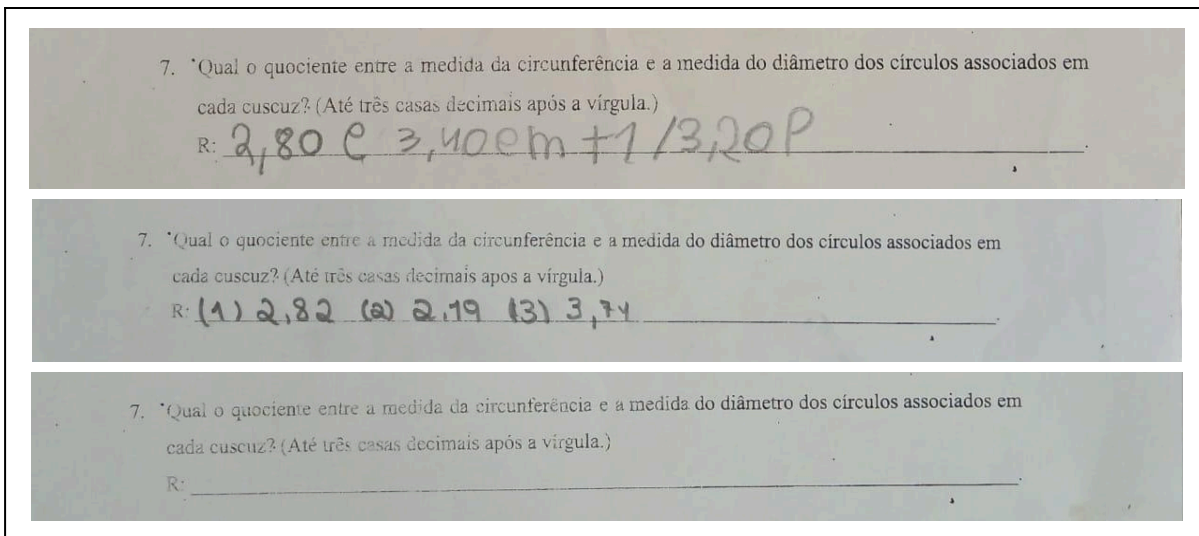 7. Qual o quociente entre a medida da circunferência e a medida do diâmetro dos círculos associados em
cada cuscuz? (Até três casas decimais após a vírgula.)
R: 2,80 e 3,40 em +1/3,20P
7. Qual o quociente entre a medida da circunferência e a medida do diâmetro dos círculos associados em
cada cuscuz? (Até três casas decimais apos a vírgula.)
R: (1) 2,82 (2) 2.19 (3) 3,74
7. Qual o quociente entre a medida da circunferência e a medida do diâmetro dos círculos associados em
cada cuscuz? (Até três casas decimais após a vírgula.)
R: